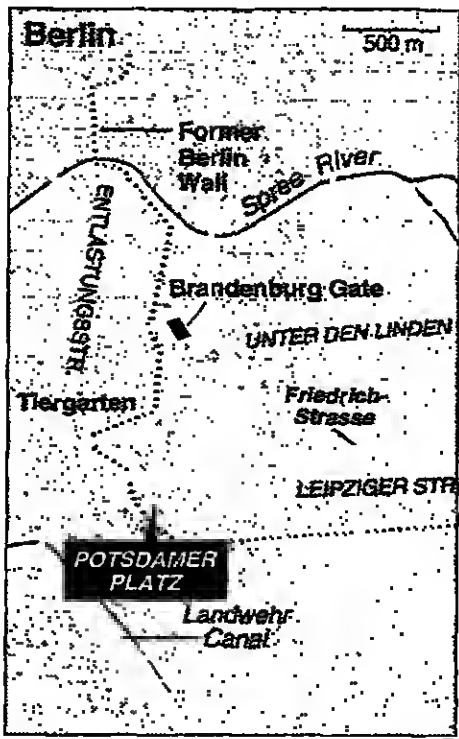 Berlin
500 m
Former
Berlin
Wall
Spree River
ENTLASTUNGSSTR.
Brandenburg Gate
UNTER DEN LINDEN
Tiergarten
Friedrich-
Strasse
LEIPZIGER STR
POTSDAMER
PLATZ
Landwehr
Canal